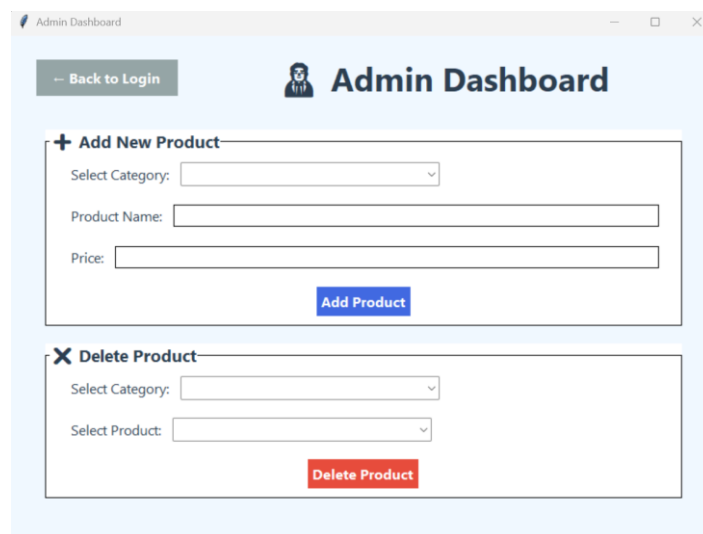 Admin Dashboard
← Back to Login
Admin Dashboard
Add New Product
Select Category:
Product Name:
Price:
Add Product
Delete Product
Select Category:
Select Product:
Delete Product